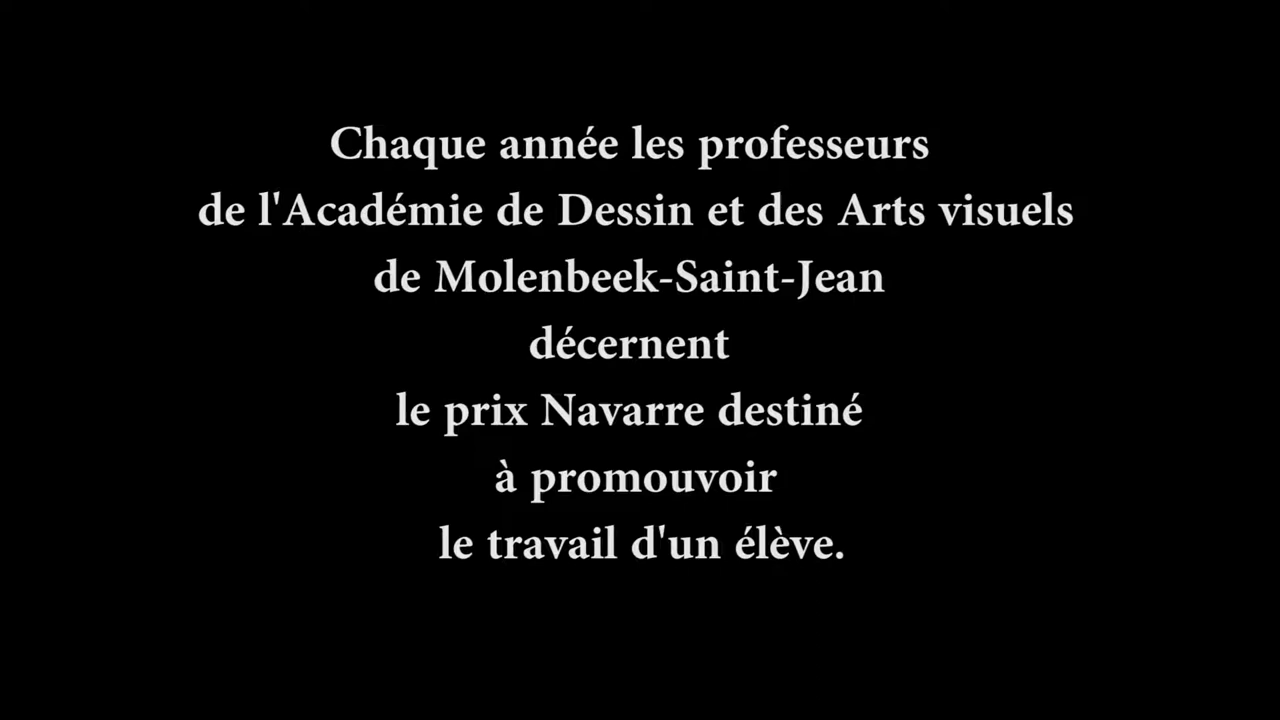 Chaque année les professeurs
de l'Académie de Dessin et des Arts visuels
de Molenbeek-Saint-Jean
décernent
le prix Navarre destiné
à promouvoir
le travail d'un élève.